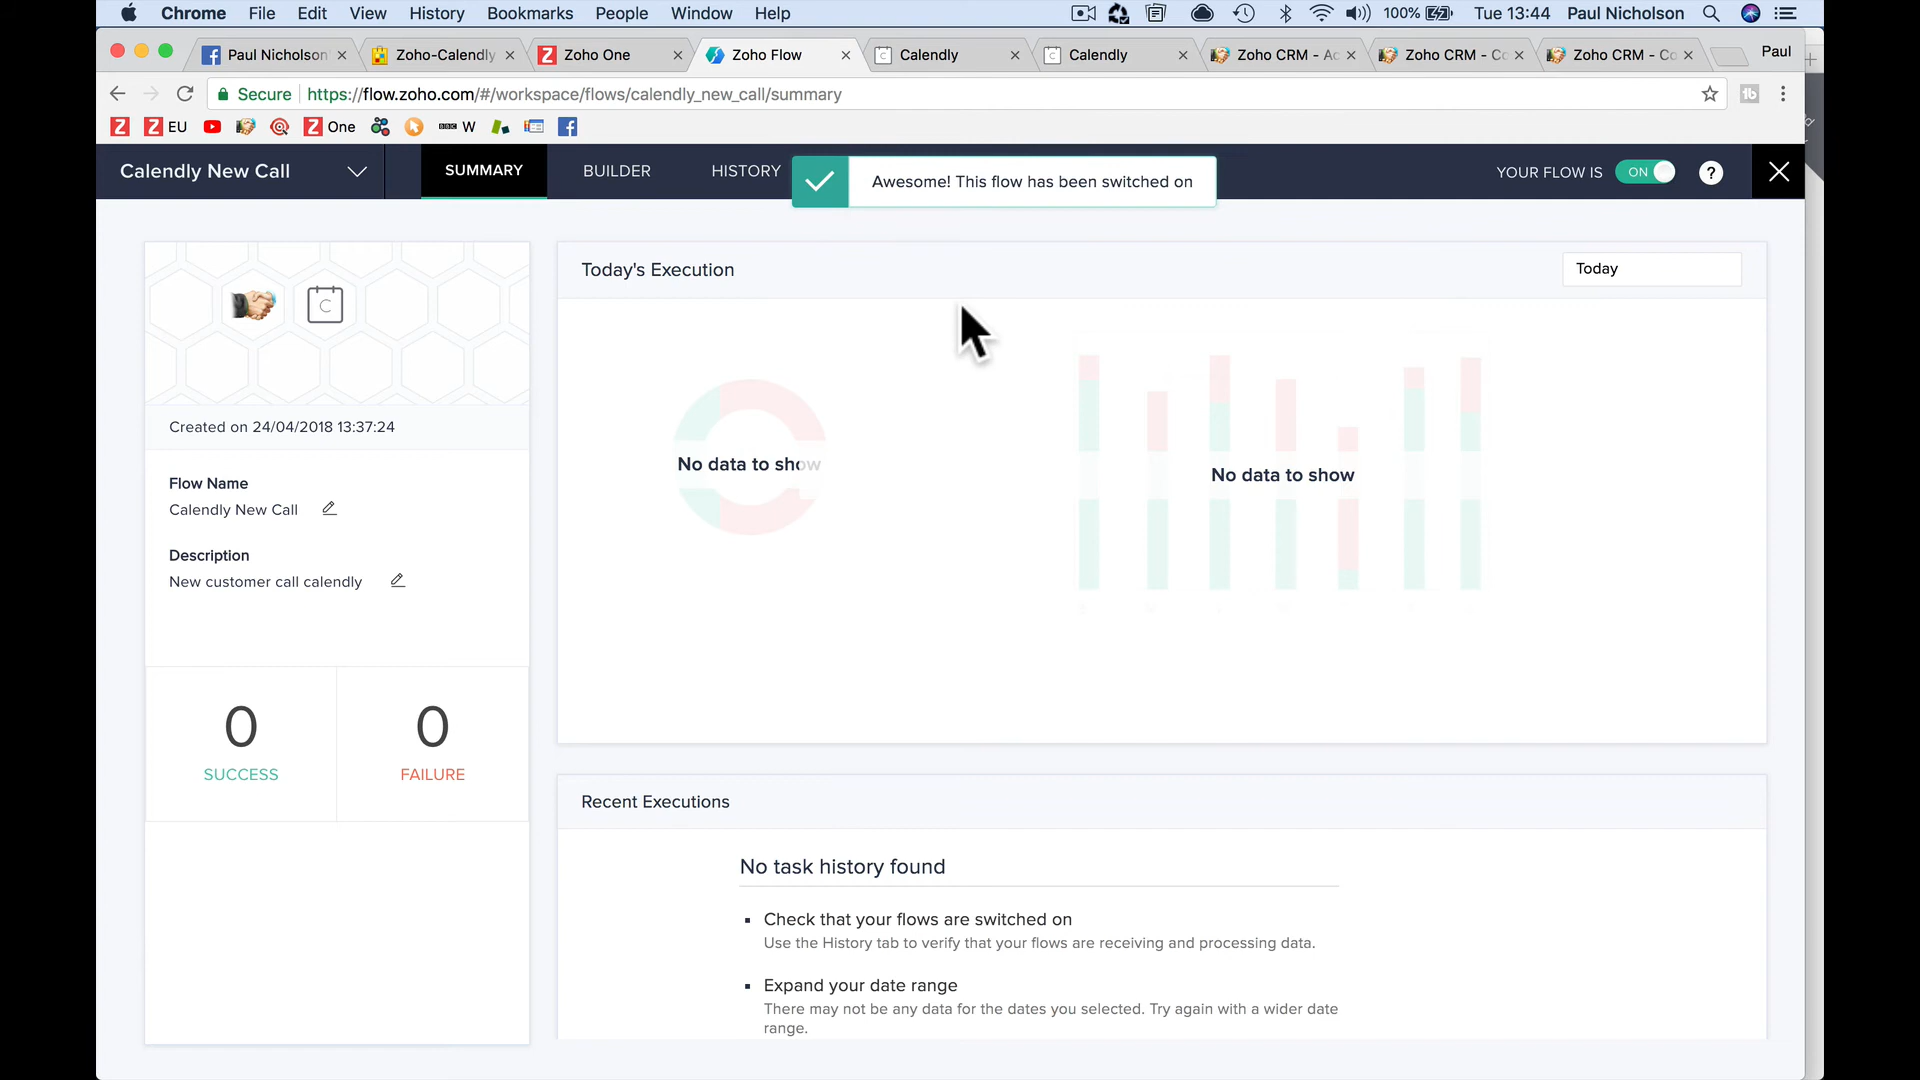 Chrome File Edit View History Bookmarks People Window Help 100% Tue 13:44 Paul Nicholson
Paul Nicholson Zoho-Calendly Zoho One Zoho Flow Calendly Calendly Zoho CRM - Ac Zoho CRM - Co Zoho CRM - Co Paul
Secure https://flow.zoho.com/#/workspace/flows/calendly_new_call/summary
EU One BBC W
Calendly New Call SUMMARY BUILDER HISTORY Awesome! This flow has been switched on YOUR FLOW IS ON ?
Today's Execution Today
C
Created on 24/04/2018 13:37:24
No data to show No data to show
Flow Name
Calendly New Call
Description
New customer call calendly
0 0
SUCCESS FAILURE
Recent Executions
No task history found
Check that your flows are switched on
Use the History tab to verify that your flows are receiving and processing data.
Expand your date range
There may not be any data for the dates you selected. Try again with a wider date
range.